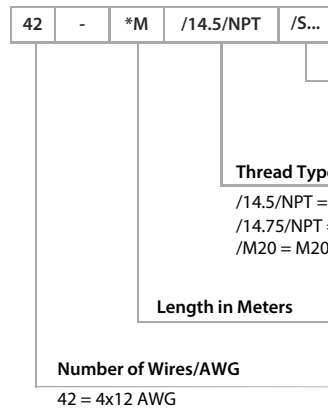 42 - *M /14.5/NPT /S...
Thread Type
/14.5/NPT =
/14.75/NPT =
/M20 = M20
Length in Meters
Number of Wires/AWG
42 = 4x12 AWG